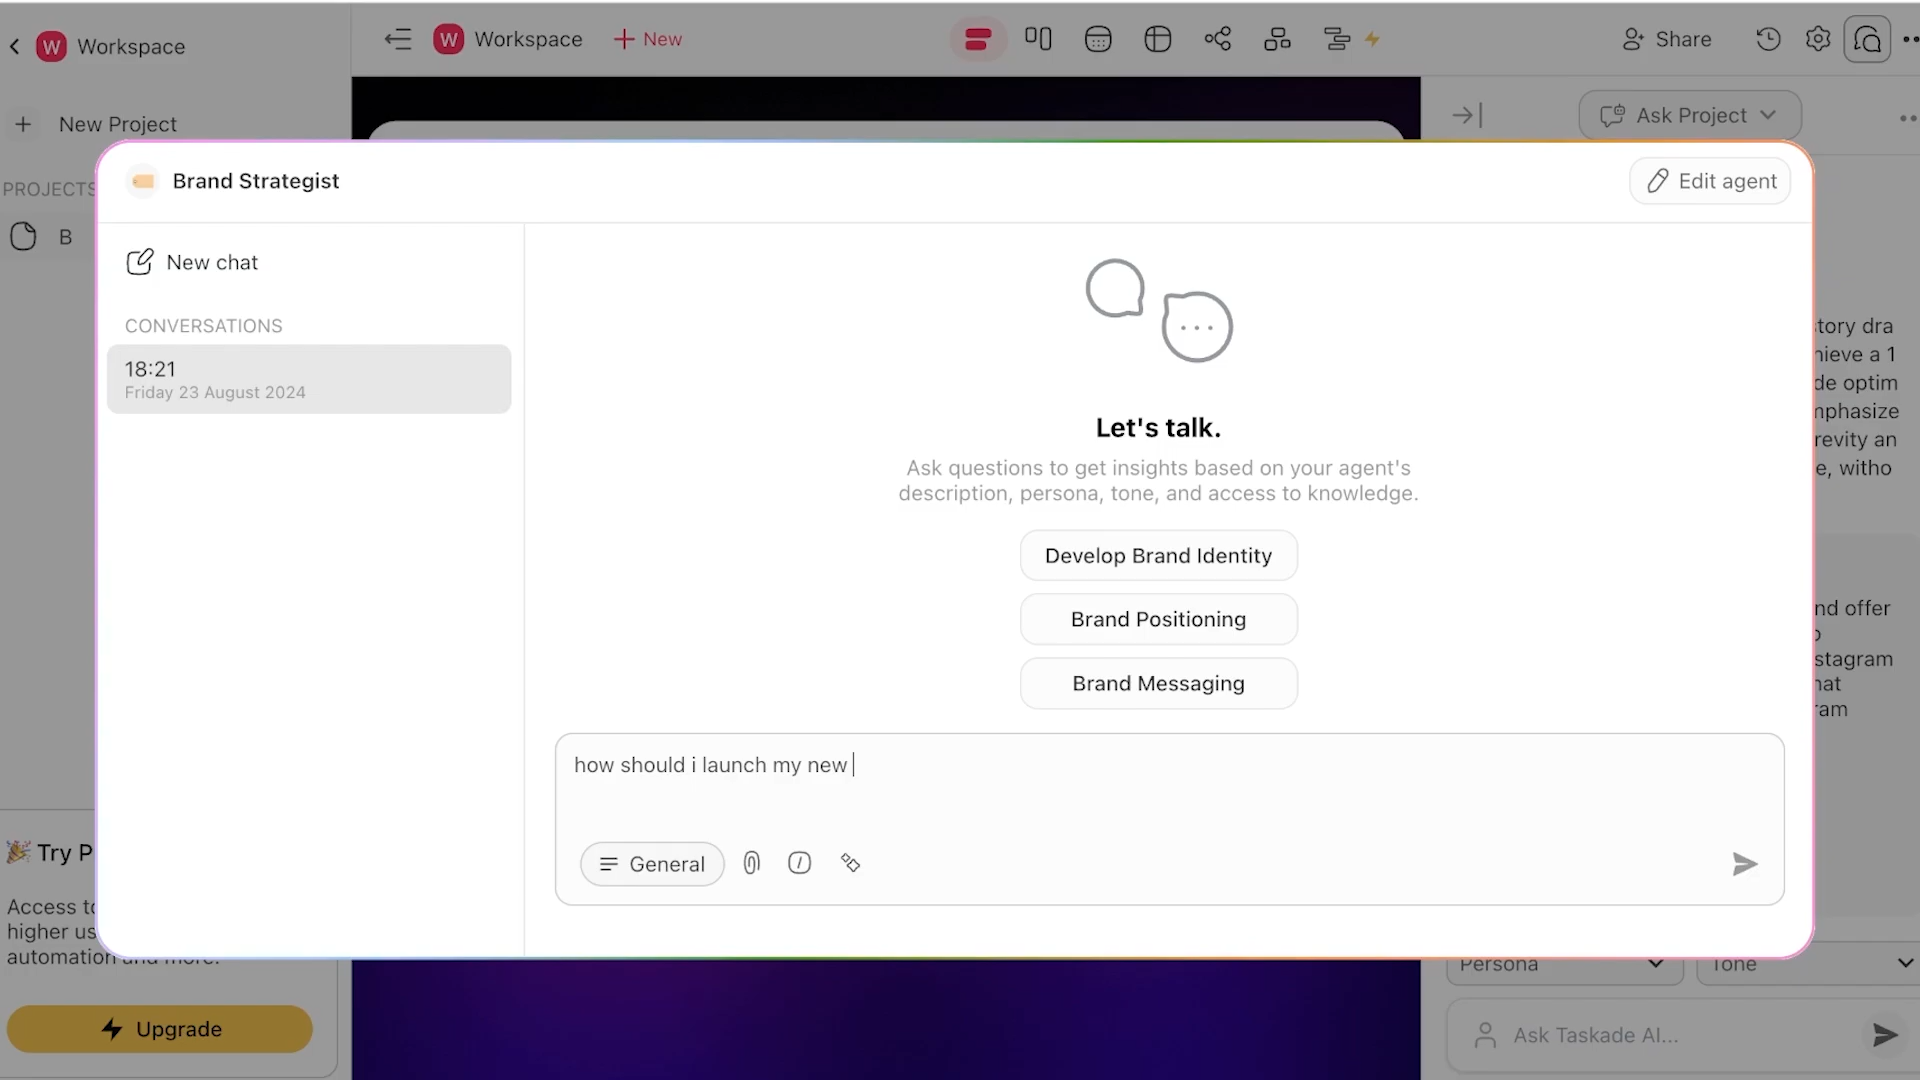 W Workspace
New Project
PROJECTS
B
Try P
Access to
higher us
automation and more.
Upgrade
W Workspace
New
Share
Ask Project
Brand Strategist
Edit agent
New chat
CONVERSATIONS
18:21
Friday 23 August 2024
Let's talk.
Ask questions to get insights based on your agent's
description, persona, tone, and access to knowledge.
Develop Brand Identity
Brand Positioning
Brand Messaging
how should i launch my new
General
tory dra
hieve a 1
de optim
mphasize
revity an
e, witho
nd offer
stagram
hat
ram
Persona
Tone
Ask Taskade AI...